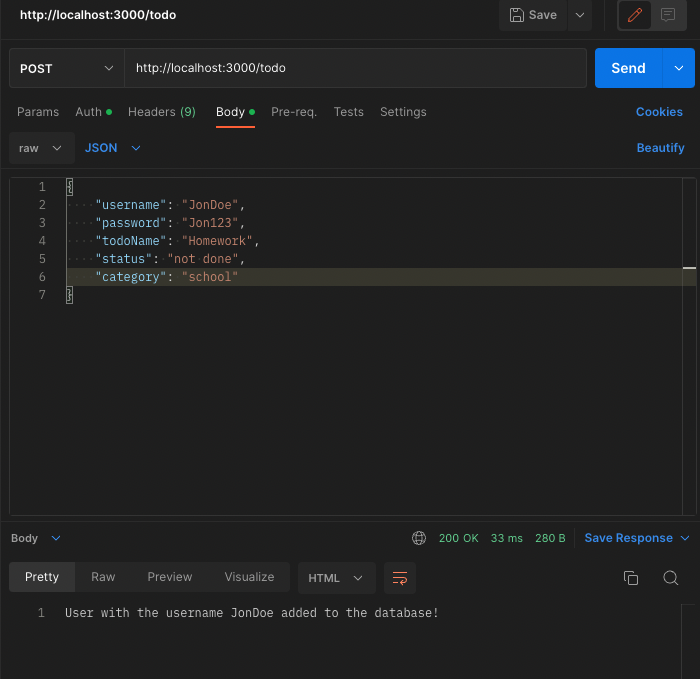 http://localhost:3000/todo Save
POST http://localhost:3000/todo Send
Params Auth Headers (9) Body Pre-req. Tests Settings Cookies
raw JSON Beautify
1 {
2 "username": "JonDoe",
3 "password": "Jon123",
4 "todoName": "Homework",
5 "status": "not done",
6 "category": "school"
7 }
Body 200 OK 33 ms 280 B Save Response
Pretty Raw Preview Visualize HTML
1 User with the username JonDoe added to the database!